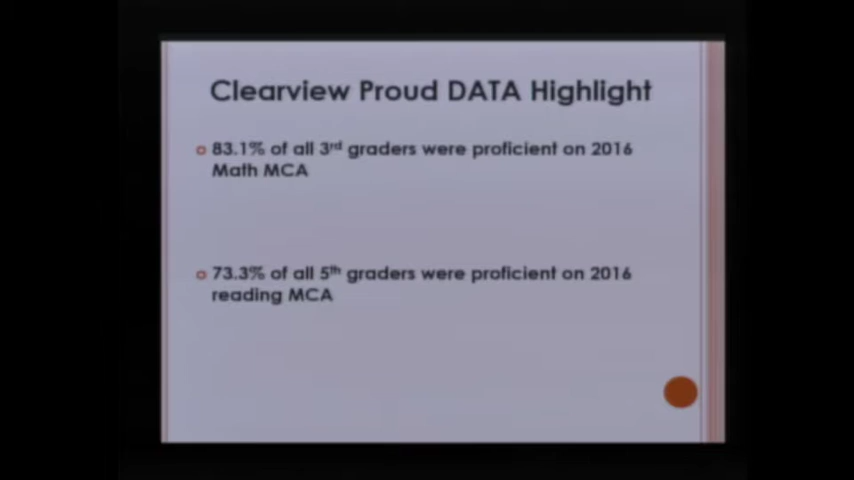 Clearview Proud DATA Highlight
83.1% of all 3rd graders were proficient on 2016
Math MCA
73.3% of all 5th graders were proficient on 2016
reading MCA